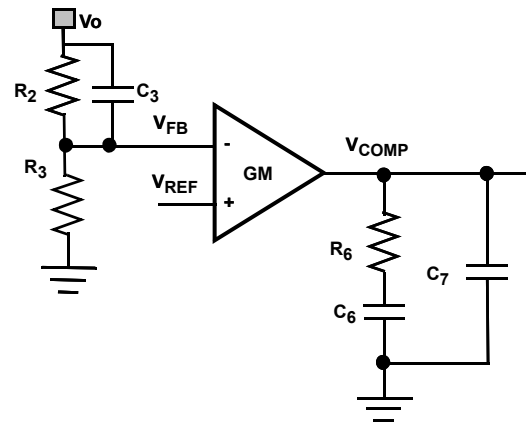 Vo
R2
C3
VFB
R3
VREF
-
+
GM
VCOMP
R6
C6
C7